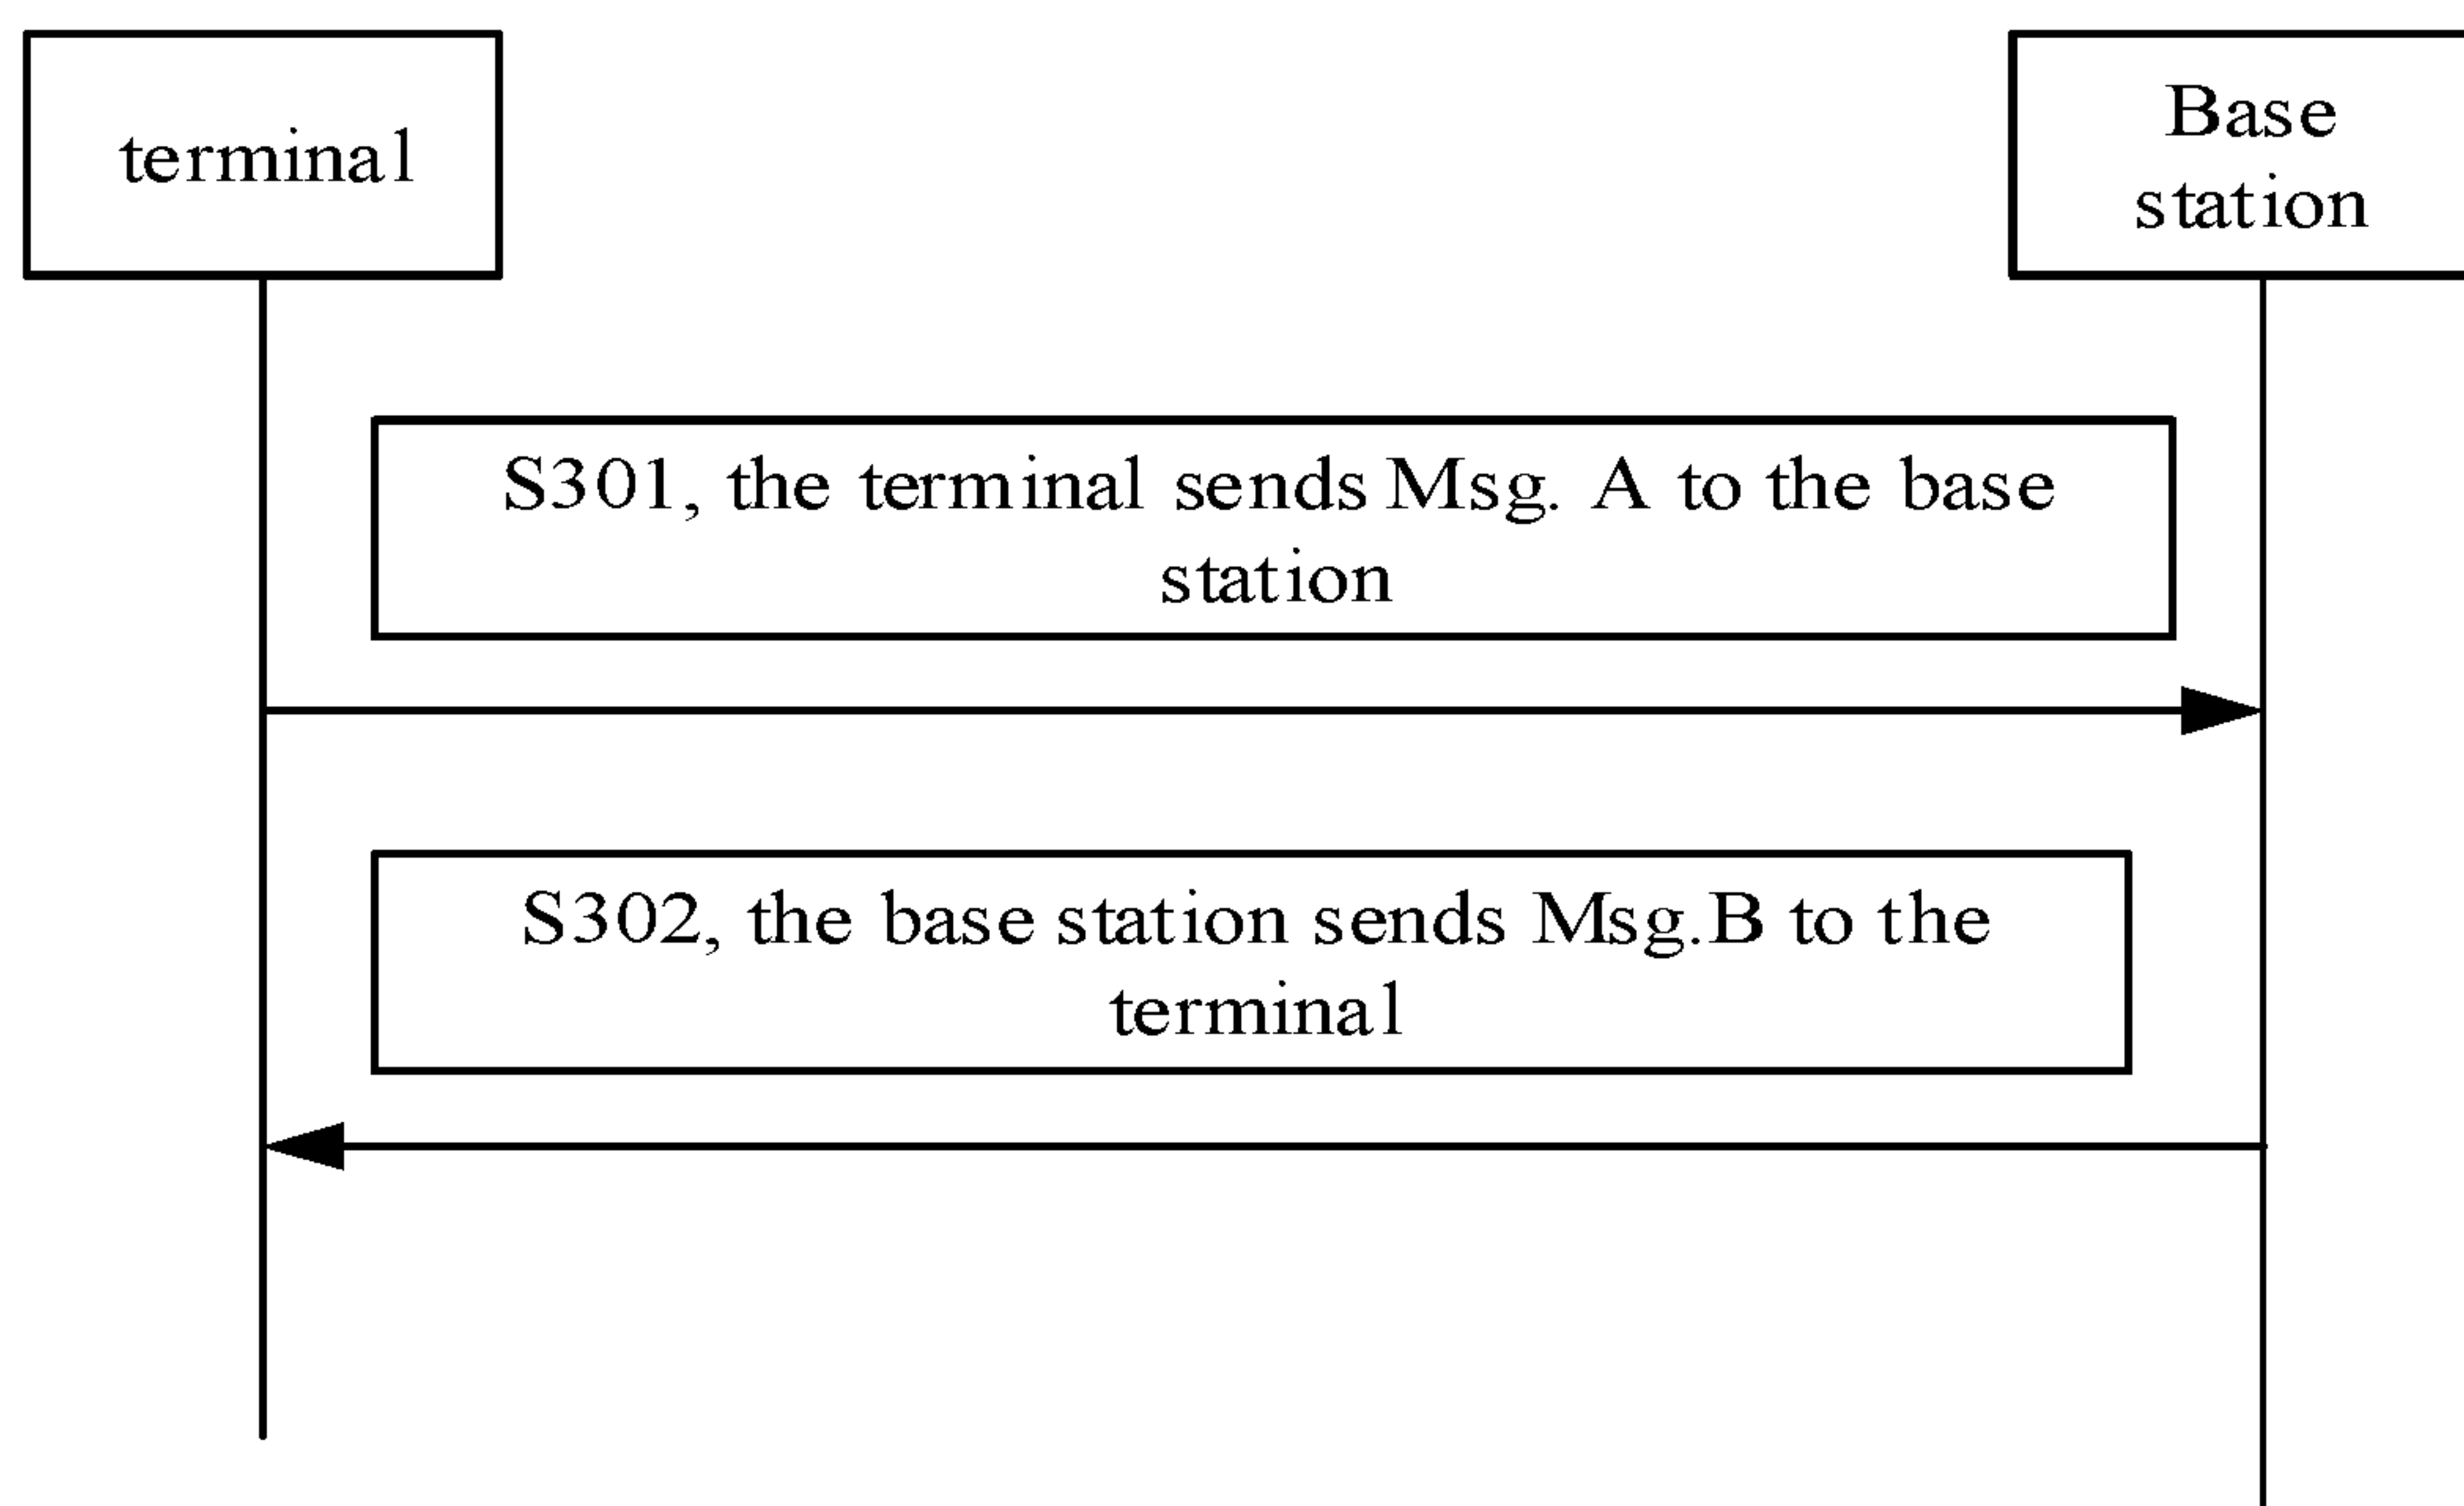 terminal
Base
station
S301, the terminal sends Msg. A to the base
station
S302, the base station sends Msg.B to the
terminal